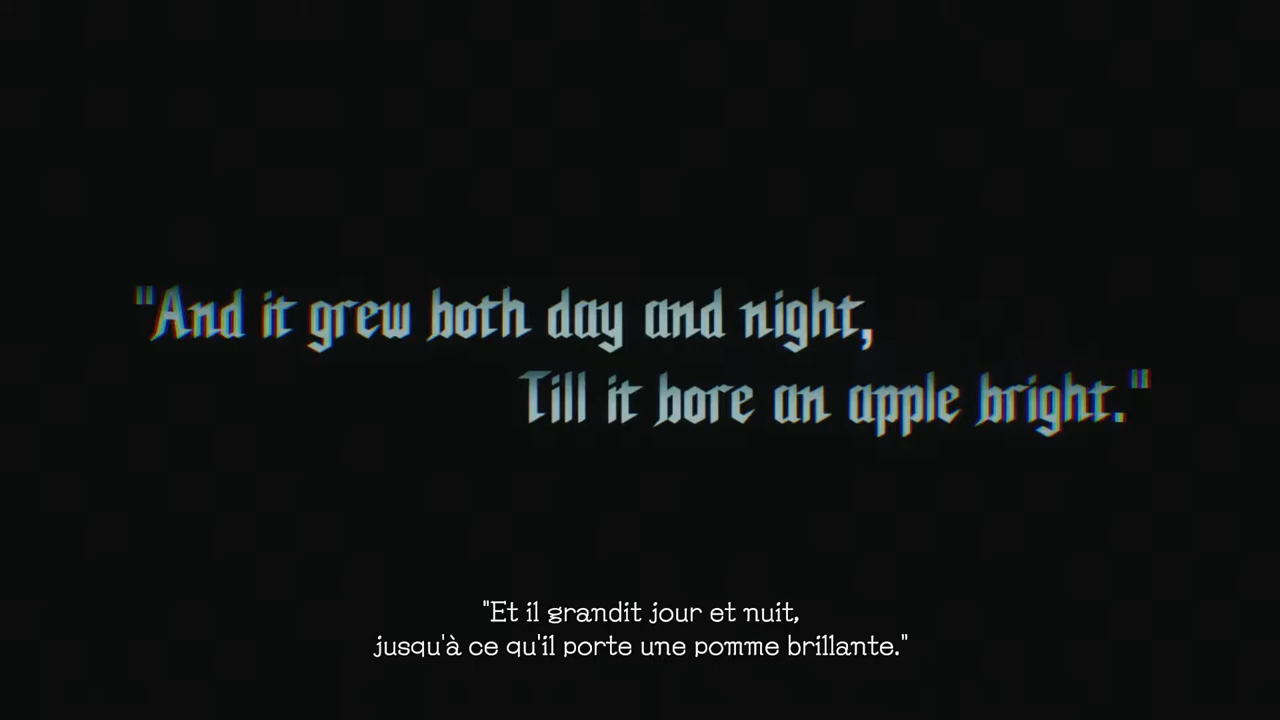 "And it grew both day and night,
Till it bore an apple bright."
"Et il grandit jour et nuit,
jusqu'à ce qu'il porte une pomme brillante."